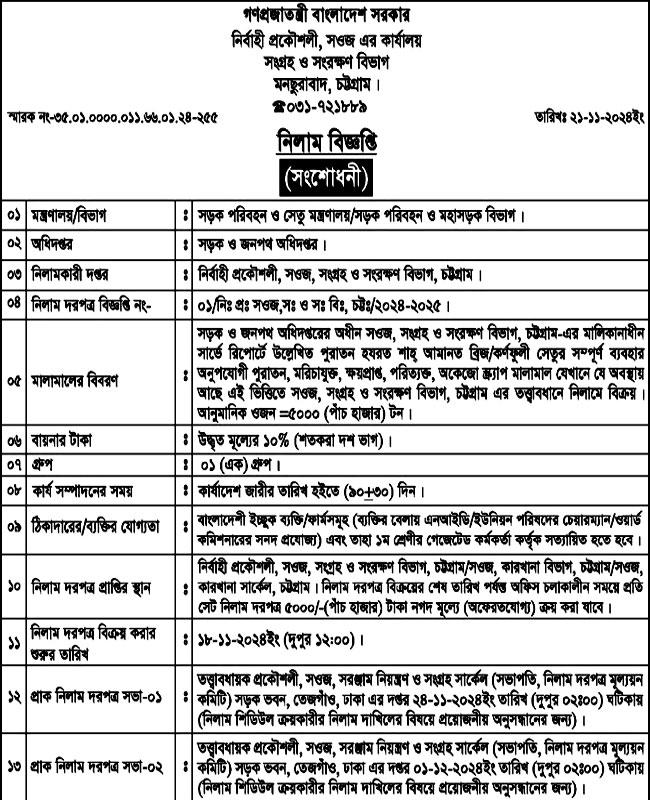 গণপ্রজাতন্ত্রী বাংলাদেশ সরকার
নির্বাহী প্রকৌশলী, সওজ এর কার্যালয়
সংগ্রহ ও সংরক্ষণ বিভাগ
মনছুরাবাদ, চট্টগ্রাম।
☎০৩১-৭২১৮৮৯
স্মারক নং-৩৫.০১.০০০০.০১১.৬৬.০১.২৪-২৫৫ তারিখঃ ২১-১১-২০২৪ইং
নিলাম বিজ্ঞপ্তি
(সংশোধনী)
০১ মন্ত্রণালয়/বিভাগ : সড়ক পরিবহন ও সেতু মন্ত্রণালয়/সড়ক পরিবহন ও মহাসড়ক বিভাগ।
০২ অধিদপ্তর : সড়ক ও জনপথ অধিদপ্তর।
০৩ নিলামকারী দপ্তর : নির্বাহী প্রকৌশলী, সওজ, সংগ্রহ ও সংরক্ষণ বিভাগ, চট্টগ্রাম।
০৪ নিলাম দরপত্র বিজ্ঞপ্তি নং- : ০১/নিঃ প্রঃ সওজ,সঃ ও সঃ বিঃ, চট্টঃ/২০২৪-২০২৫।
০৫ মালামালের বিবরণ : সড়ক ও জনপথ অধিদপ্তরের অধীন সওজ, সংগ্রহ ও সংরক্ষণ বিভাগ, চট্টগ্রাম-এর মালিকানাধীন
সার্ভে রিপোর্টে উল্লেখিত পুরাতন হযরত শাহ্ আমানত ব্রিজ/কর্ণফুলী সেতুর সম্পূর্ণ ব্যবহার
অনুপযোগী পুরাতন, মরিচাযুক্ত, ক্ষয়প্রাপ্ত, পরিত্যক্ত, অকেজো স্ক্র্যাপ মালামাল যেখানে যে অবস্থায়
আছে এই ভিত্তিতে সওজ, সংগ্রহ ও সংরক্ষণ বিভাগ, চট্টগ্রাম এর তত্ত্বাবধানে নিলামে বিক্রয়।
আনুমানিক ওজন =৫০০০ (পাঁচ হাজার) টন।
০৬ বায়নার টাকা : উদ্ধৃত মূল্যের ১০% (শতকরা দশ ভাগ)।
০৭ গ্রুপ : ০১ (এক) গ্রুপ।
০৮ কার্য সম্পাদনের সময় : কার্যাদেশ জারীর তারিখ হইতে (৯০±৩০) দিন।
০৯ ঠিকাদারের/ব্যক্তির যোগ্যতা : বাংলাদেশী ইচ্ছুক ব্যক্তি/ফার্মসমূহ (ব্যক্তির বেলায় এনআইডি/ইউনিয়ন পরিষদের চেয়ারম্যান/ওয়ার্ড
কমিশনারের সনদ প্রযোজ্য) এবং তাহা ১ম শ্রেণীর গেজেটেড কর্মকর্তা কর্তৃক সত্যায়িত হতে হবে।
১০ নিলাম দরপত্র প্রাপ্তির স্থান : নির্বাহী প্রকৌশলী, সওজ, সংগ্রহ ও সংরক্ষণ বিভাগ, চট্টগ্রাম/সওজ, কারখানা বিভাগ, চট্টগ্রাম/সওজ,
কারখানা সার্কেল, চট্টগ্রাম। নিলাম দরপত্র বিক্রয়ের শেষ তারিখ পর্যন্ত অফিস চলাকালীন সময়ে প্রতি
সেট নিলাম দরপত্র ৫০০০/-(পাঁচ হাজার) টাকা নগদ মূল্যে (অফেরতযোগ্য) ক্রয় করা যাবে।
১১ নিলাম দরপত্র বিক্রয় করার
শুরুর তারিখ : ১৮-১১-২০২৪ইং (দুপুর ১২ঃ০০)।
১২ প্রাক নিলাম দরপত্র সভা-০১ : তত্ত্বাবধায়ক প্রকৌশলী, সওজ, সরঞ্জাম নিয়ন্ত্রণ ও সংগ্রহ সার্কেল (সভাপতি, নিলাম দরপত্র মূল্যয়ন
কমিটি) সড়ক ভবন, তেজগাঁও, ঢাকা এর দপ্তর ২৪-১১-২০২৪ইং তারিখ (দুপুর ০২ঃ০০) ঘটিকায়
(নিলাম শিডিউল ক্রয়কারীর নিলাম দাখিলের বিষয়ে প্রয়োজনীয় অনুসন্ধানের জন্য)।
১৩ প্রাক নিলাম দরপত্র সভা-০২ : তত্ত্বাবধায়ক প্রকৌশলী, সওজ, সরঞ্জাম নিয়ন্ত্রণ ও সংগ্রহ সার্কেল (সভাপতি, নিলাম দরপত্র মূল্যয়ন
কমিটি) সড়ক ভবন, তেজগাঁও, ঢাকা এর দপ্তর ০১-১২-২০২৪ইং তারিখ (দুপুর ০২ঃ০০) ঘটিকায়
(নিলাম শিডিউল ক্রয়কারীর নিলাম দাখিলের বিষয়ে প্রয়োজনীয় অনুসন্ধানের জন্য)।